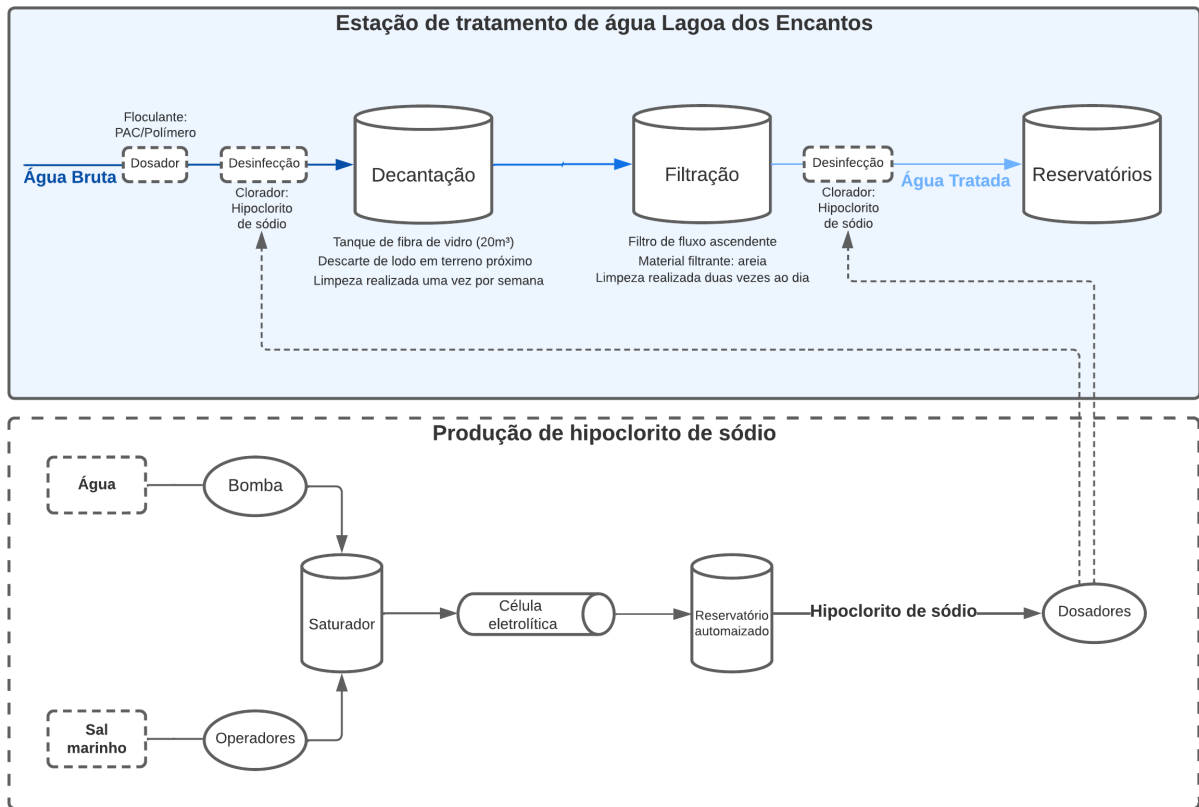 Estação de tratamento de água Lagoa dos Encantos
Floculante:
PAC/Polímero
Água Bruta
Dosador
Desinfecção
Clorador:
Hipoclorito
de sódio
Decantação
Tanque de fibra de vidro (20m³)
Descarte de lodo em terreno próximo
Limpeza realizada uma vez por semana
Filtração
Filtro de fluxo ascendente
Material filtrante: areia
Limpeza realizada duas vezes ao dia
Desinfecção
Clorador:
Hipoclorito
de sódio
Água Tratada
Reservatórios
Produção de hipoclorito de sódio
Água
Bomba
Saturador
Célula
eletrolítica
Reservatório
automaizado
Hipoclorito de sódio
Dosadores
Sal
marinho
Operadores